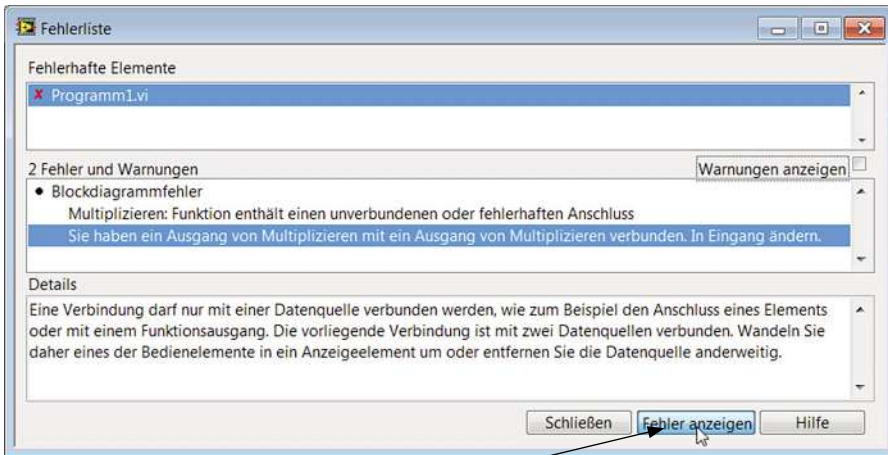 Fehlerliste
Fehlerhafte Elemente
Programm1.vi
2 Fehler und Warnungen
Warnungen anzeigen
Blockdiagrammfehler
Multiplizieren: Funktion enthält einen unverbundenen oder fehlerhaften Anschluss
Sie haben ein Ausgang von Multiplizieren mit ein Ausgang von Multiplizieren verbunden. In Eingang ändern.
Details
Eine Verbindung darf nur mit einer Datenquelle verbunden werden, wie zum Beispiel den Anschluss eines Elements
oder mit einem Funktionsausgang. Die vorliegende Verbindung ist mit zwei Datenquellen verbunden. Wandeln Sie
daher eines der Bedienelemente in ein Anzeigeelement um oder entfernen Sie die Datenquelle anderweitig.
Schließen Fehler anzeigen Hilfe